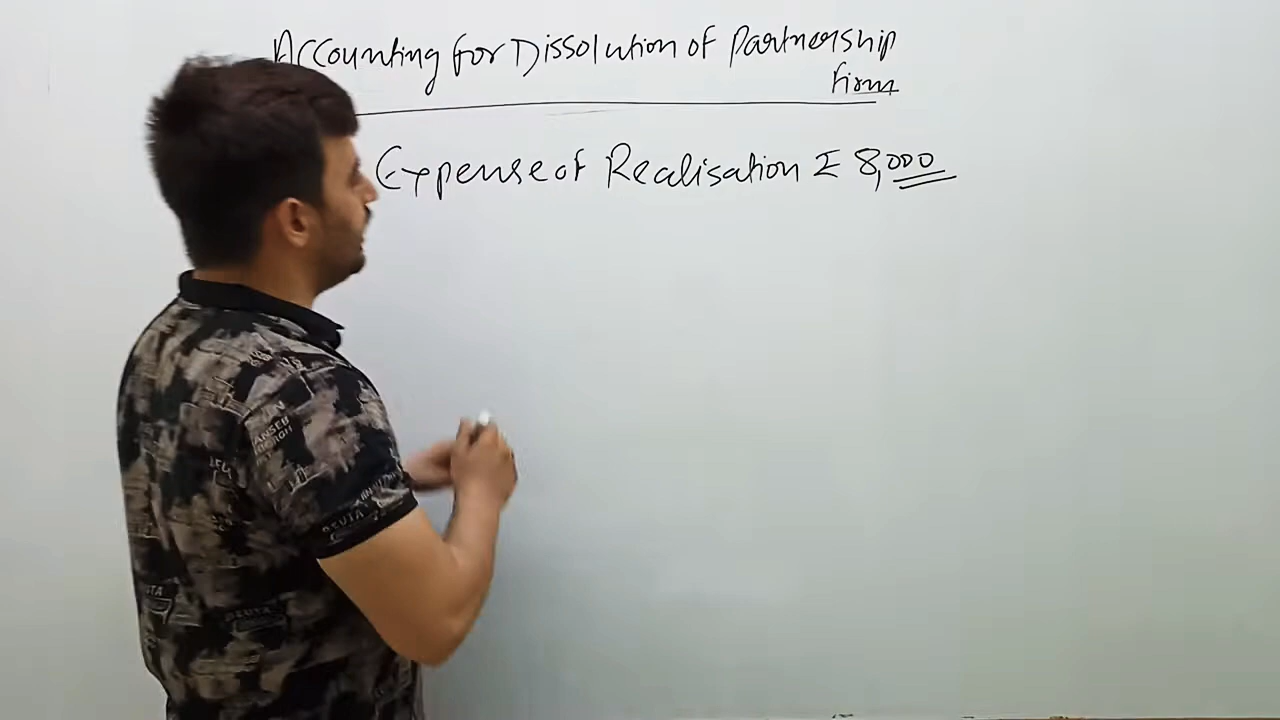 Accounting for Dissolution of Partnership
firm
Expense of Realisation ₹ 8,000